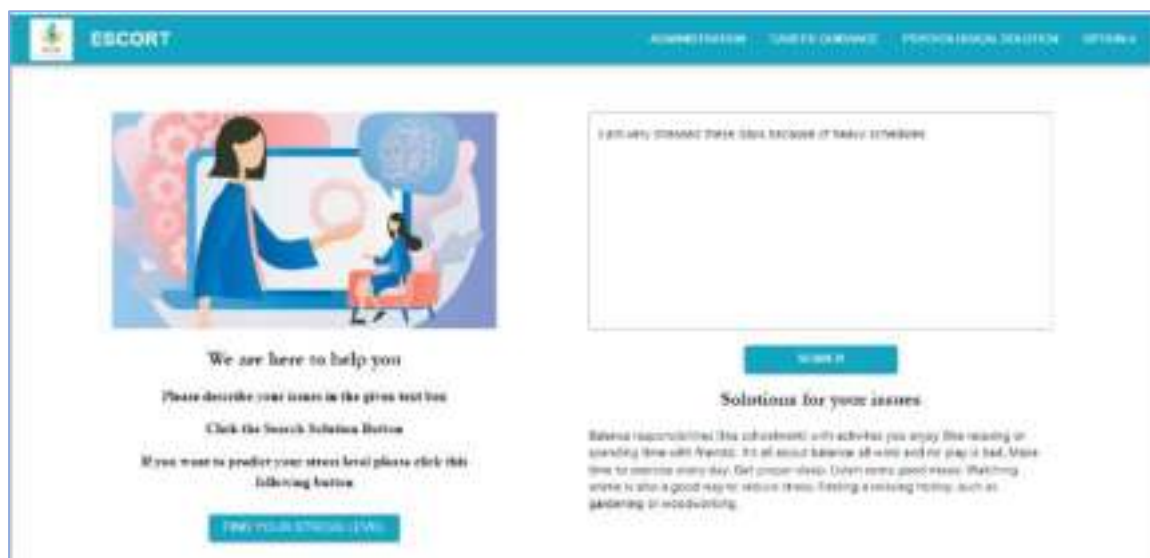 ESCORT
ADMINISTRATION CAREER GUIDANCE PSYCHOLOGICAL SOLUTION
I am very stressed these days because of heavy schedules
We are here to help you
Please describe your issues in the given text box
Click the Search Solution Button
If you want to predict your stress level please click this
following button
FIND YOUR STRESS LEVEL
SEARCH
Solutions for your issues
Balance responsibilities (like schoolwork) with activities you enjoy (like relaxing or
spending time with friends). It's all about balance all work and no play is bad. Make
time to exercise every day. Get proper sleep. Listen some good music. Watching
anime is also a good way to reduce stress. Finding a relaxing hobby, such as
gardening or woodworking.